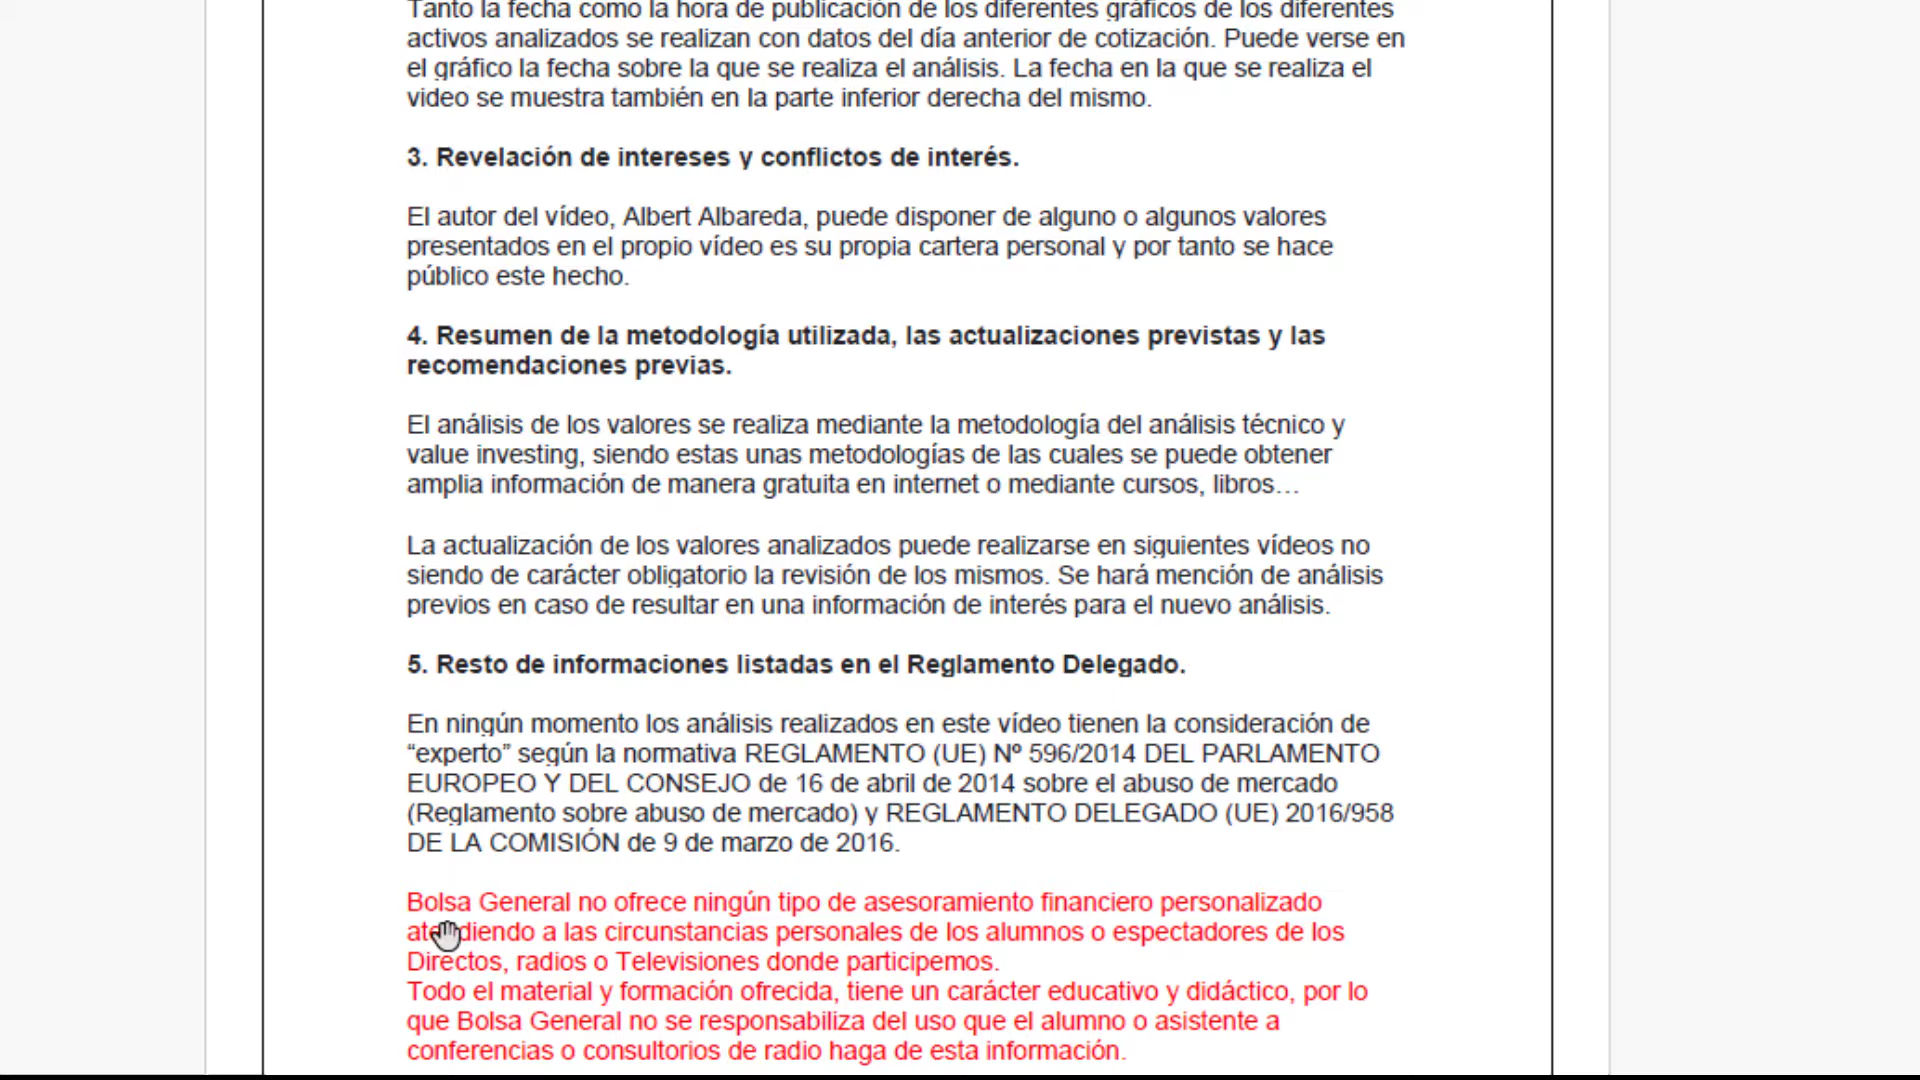 Tanto la fecha como la hora de publicación de los diferentes gráficos de los diferentes
activos analizados se realizan con datos del día anterior de cotización. Puede verse en
el gráfico la fecha sobre la que se realiza el análisis. La fecha en la que se realiza el
video se muestra también en la parte inferior derecha del mismo.
3. Revelación de intereses y conflictos de interés.
El autor del vídeo, Albert Albareda, puede disponer de alguno o algunos valores
presentados en el propio vídeo es su propia cartera personal y por tanto se hace
público este hecho.
4. Resumen de la metodología utilizada, las actualizaciones previstas y las
recomendaciones previas.
El análisis de los valores se realiza mediante la metodología del análisis técnico y
value investing, siendo estas unas metodologías de las cuales se puede obtener
amplia información de manera gratuita en internet o mediante cursos, libros…
La actualización de los valores analizados puede realizarse en siguientes vídeos no
siendo de carácter obligatorio la revisión de los mismos. Se hará mención de análisis
previos en caso de resultar en una información de interés para el nuevo análisis.
5. Resto de informaciones listadas en el Reglamento Delegado.
En ningún momento los análisis realizados en este vídeo tienen la consideración de
“experto” según la normativa REGLAMENTO (UE) Nº 596/2014 DEL PARLAMENTO
EUROPEO Y DEL CONSEJO de 16 de abril de 2014 sobre el abuso de mercado
(Reglamento sobre abuso de mercado) y REGLAMENTO DELEGADO (UE) 2016/958
DE LA COMISIÓN de 9 de marzo de 2016.
Bolsa General no ofrece ningún tipo de asesoramiento financiero personalizado
atendiendo a las circunstancias personales de los alumnos o espectadores de los
Directos, radios o Televisiones donde participemos.
Todo el material y formación ofrecida, tiene un carácter educativo y didáctico, por lo
que Bolsa General no se responsabiliza del uso que el alumno o asistente a
conferencias o consultorios de radio haga de esta información.